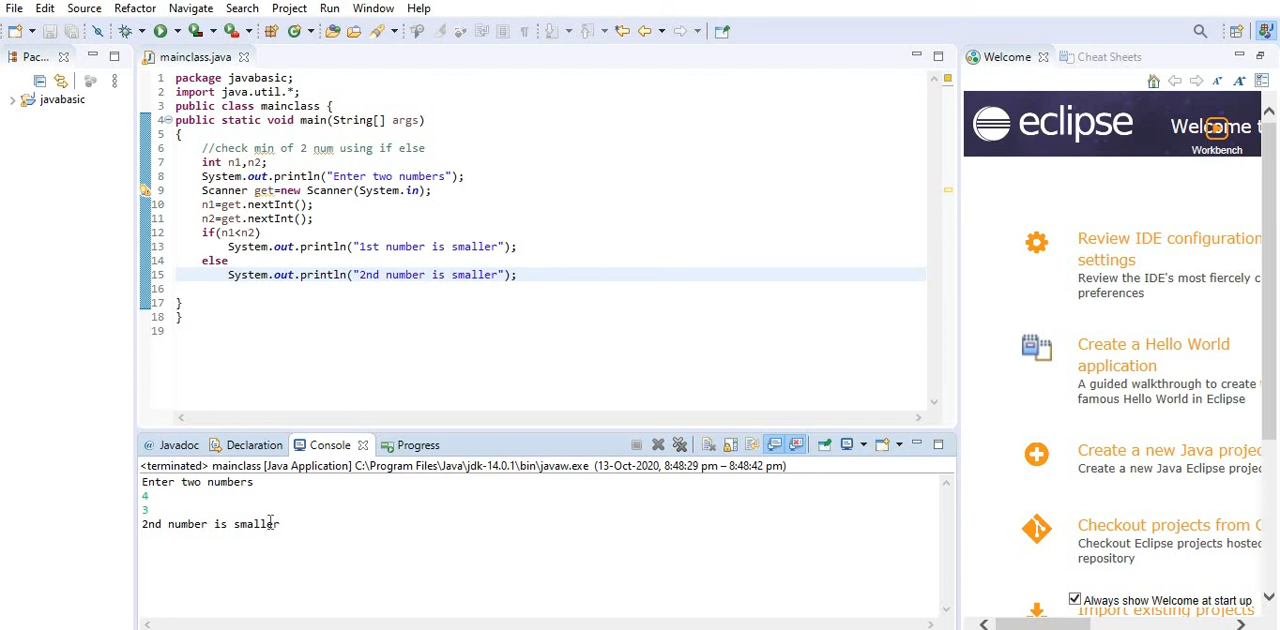 File Edit Source Refactor Navigate Search Project Run Window Help
Pac...
javabasic
mainclass.java
1 package javabasic;
2 import java.util.*;
3 public class mainclass {
4 public static void main(String[] args)
5 {
6 //check min of 2 num using if else
7 int n1,n2;
8 System.out.println("Enter two numbers");
9 Scanner get=new Scanner(System.in);
10 n1=get.nextInt();
11 n2=get.nextInt();
12 if(n1<n2)
13 System.out.println("1st number is smaller");
14 else
15 System.out.println("2nd number is smaller");
16
17 }
18 }
19
@ Javadoc Declaration Console Progress
<terminated> mainclass [Java Application] C:\Program Files\Java\jdk-14.0.1\bin\javaw.exe (13-Oct-2020, 8:48:29 pm – 8:48:42 pm)
Enter two numbers
4
3
2nd number is smaller
Welcome Cheat Sheets
eclipse Welcome t
Workbench
Review IDE configuration
settings
Review the IDE's most fiercely c
preferences
Create a Hello World
application
A guided walkthrough to create
famous Hello World in Eclipse
Create a new Java projec
Create a new Java Eclipse projec
Checkout projects from G
Checkout Eclipse projects hosted
repository
Import existing projects
Always show Welcome at start up